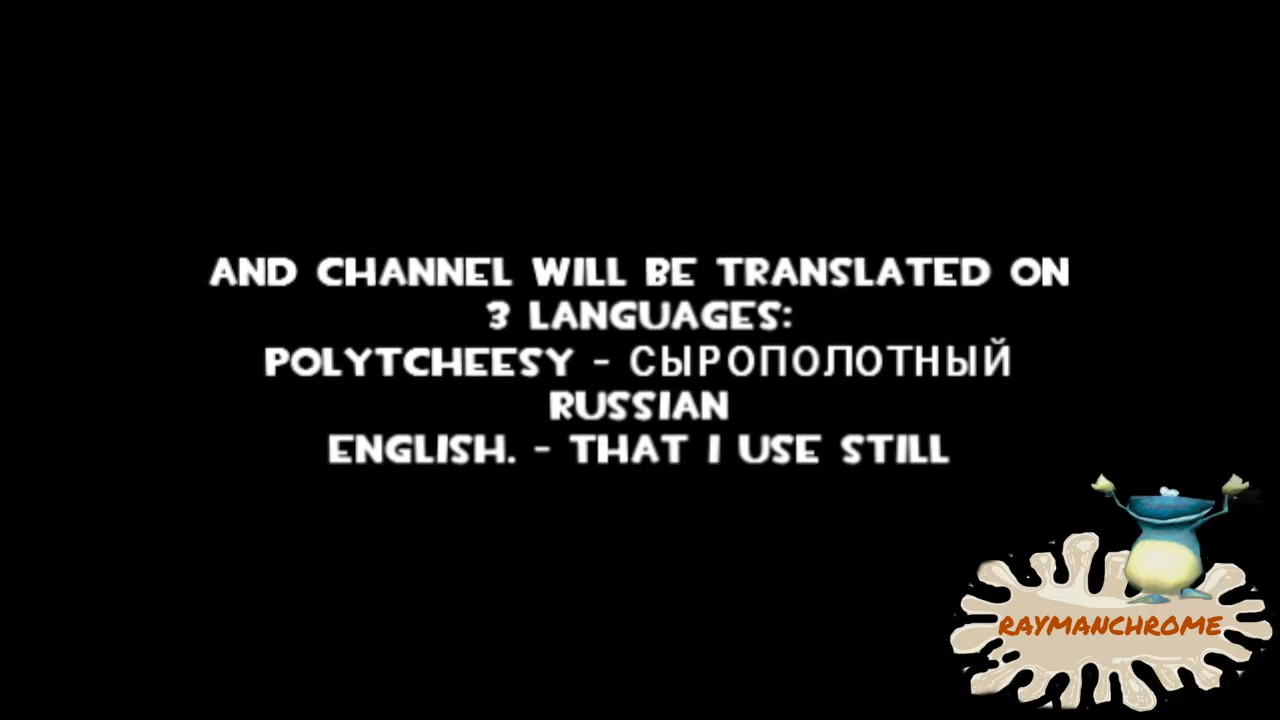 AND CHANNEL WILL BE TRANSLATED ON
3 LANGUAGES:
POLYTCHEESY - СЫРОПОЛОТНЫЙ
RUSSIAN
ENGLISH. - THAT I USE STILL
RAYMANCHROME